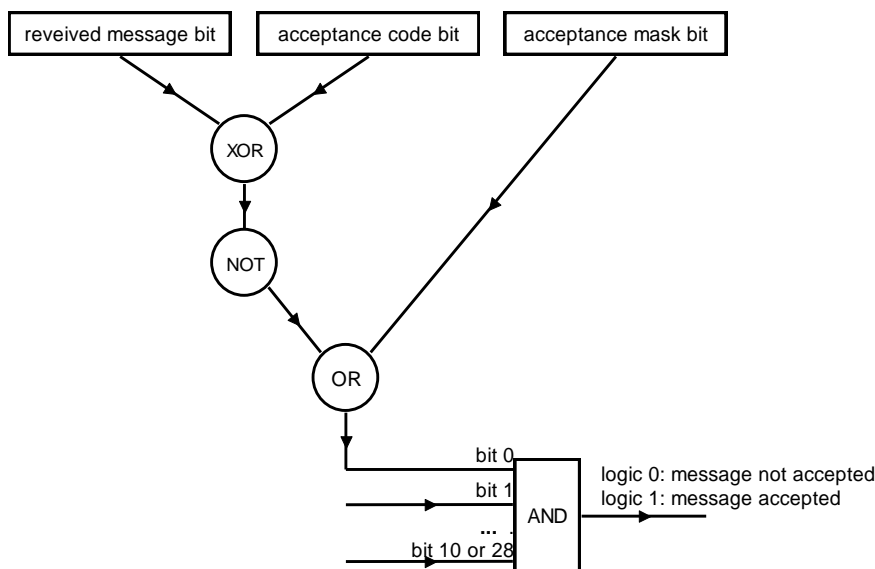 reveived message bit
acceptance code bit
acceptance mask bit
XOR
NOT
OR
bit 0
bit 1
... .
bit 10 or 28
AND
logic 0: message not accepted
logic 1: message accepted